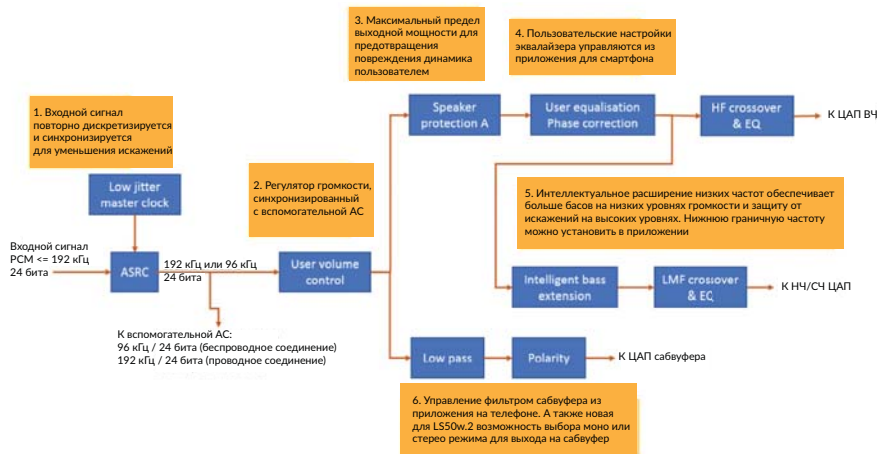 3. Максимальный предел
выходной мощности для
предотвращения
повреждения динамика
пользователем
4. Пользовательские настройки
эквалайзера управляются из
приложения для смартфона
1. Входной сигнал
повторно дискретизируется
и синхронизируется
для уменьшения искажений
Speaker
protection A
User equalisation
Phase correction
HF crossover
& EQ
К ЦАП ВЧ
Low jitter
master clock
2. Регулятор громкости,
синхронизированный
с вспомогательной АС
5. Интеллектуальное расширение низких частот обеспечивает
больше басов на низких уровнях громкости и защиту от
искажений на высоких уровнях. Нижнюю граничную частоту
можно установить в приложении
Входной сигнал
PCM <= 192 кГц
24 бита
ASRC
192 кГц или 96 кГц
24 бита
User volume
control
Intelligent bass
extension
LMF crossover
& EQ
К НЧ/СЧ ЦАП
К вспомогательной АС:
96 кГц / 24 бита (беспроводное соединение)
192 кГц / 24 бита (проводное соединение)
Low pass
Polarity
К ЦАП сабвуфера
6. Управление фильтром сабвуфера из
приложения на телефоне. А также новая
для LS50w.2 возможность выбора моно или
стерео режима для выхода на сабвуфер